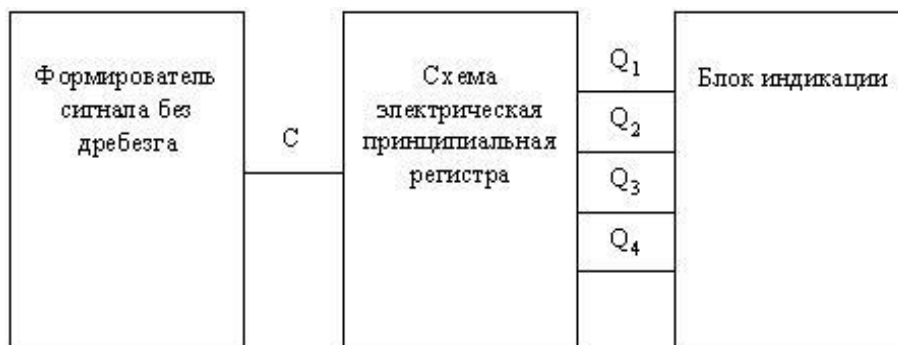 Формирователь
сигнала без
дребезга
C
Схема
электрическая
принципиальная
регистра
Q1
Q2
Q3
Q4
Блок индикации